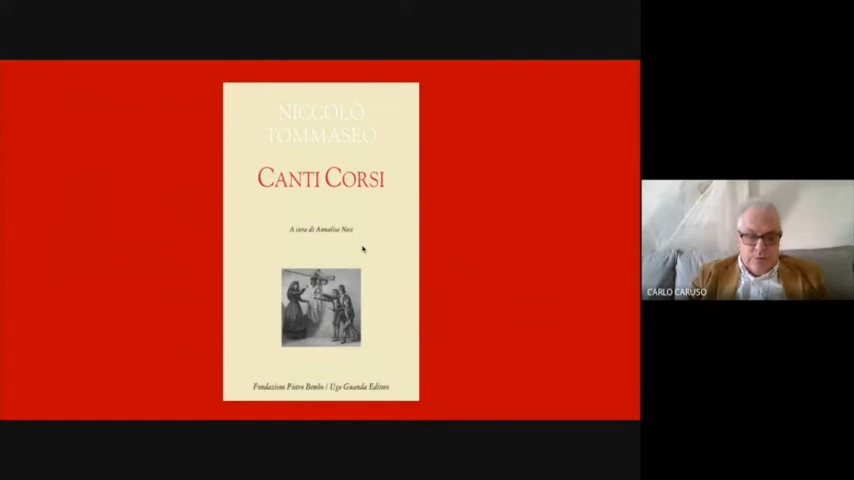 NICCOLÒ
TOMMASEO
CANTI CORSI
A cura di Annalisa Nesi
Fondazione Pietro Bembo / Ugo Guanda Editore
CARLO CARUSO